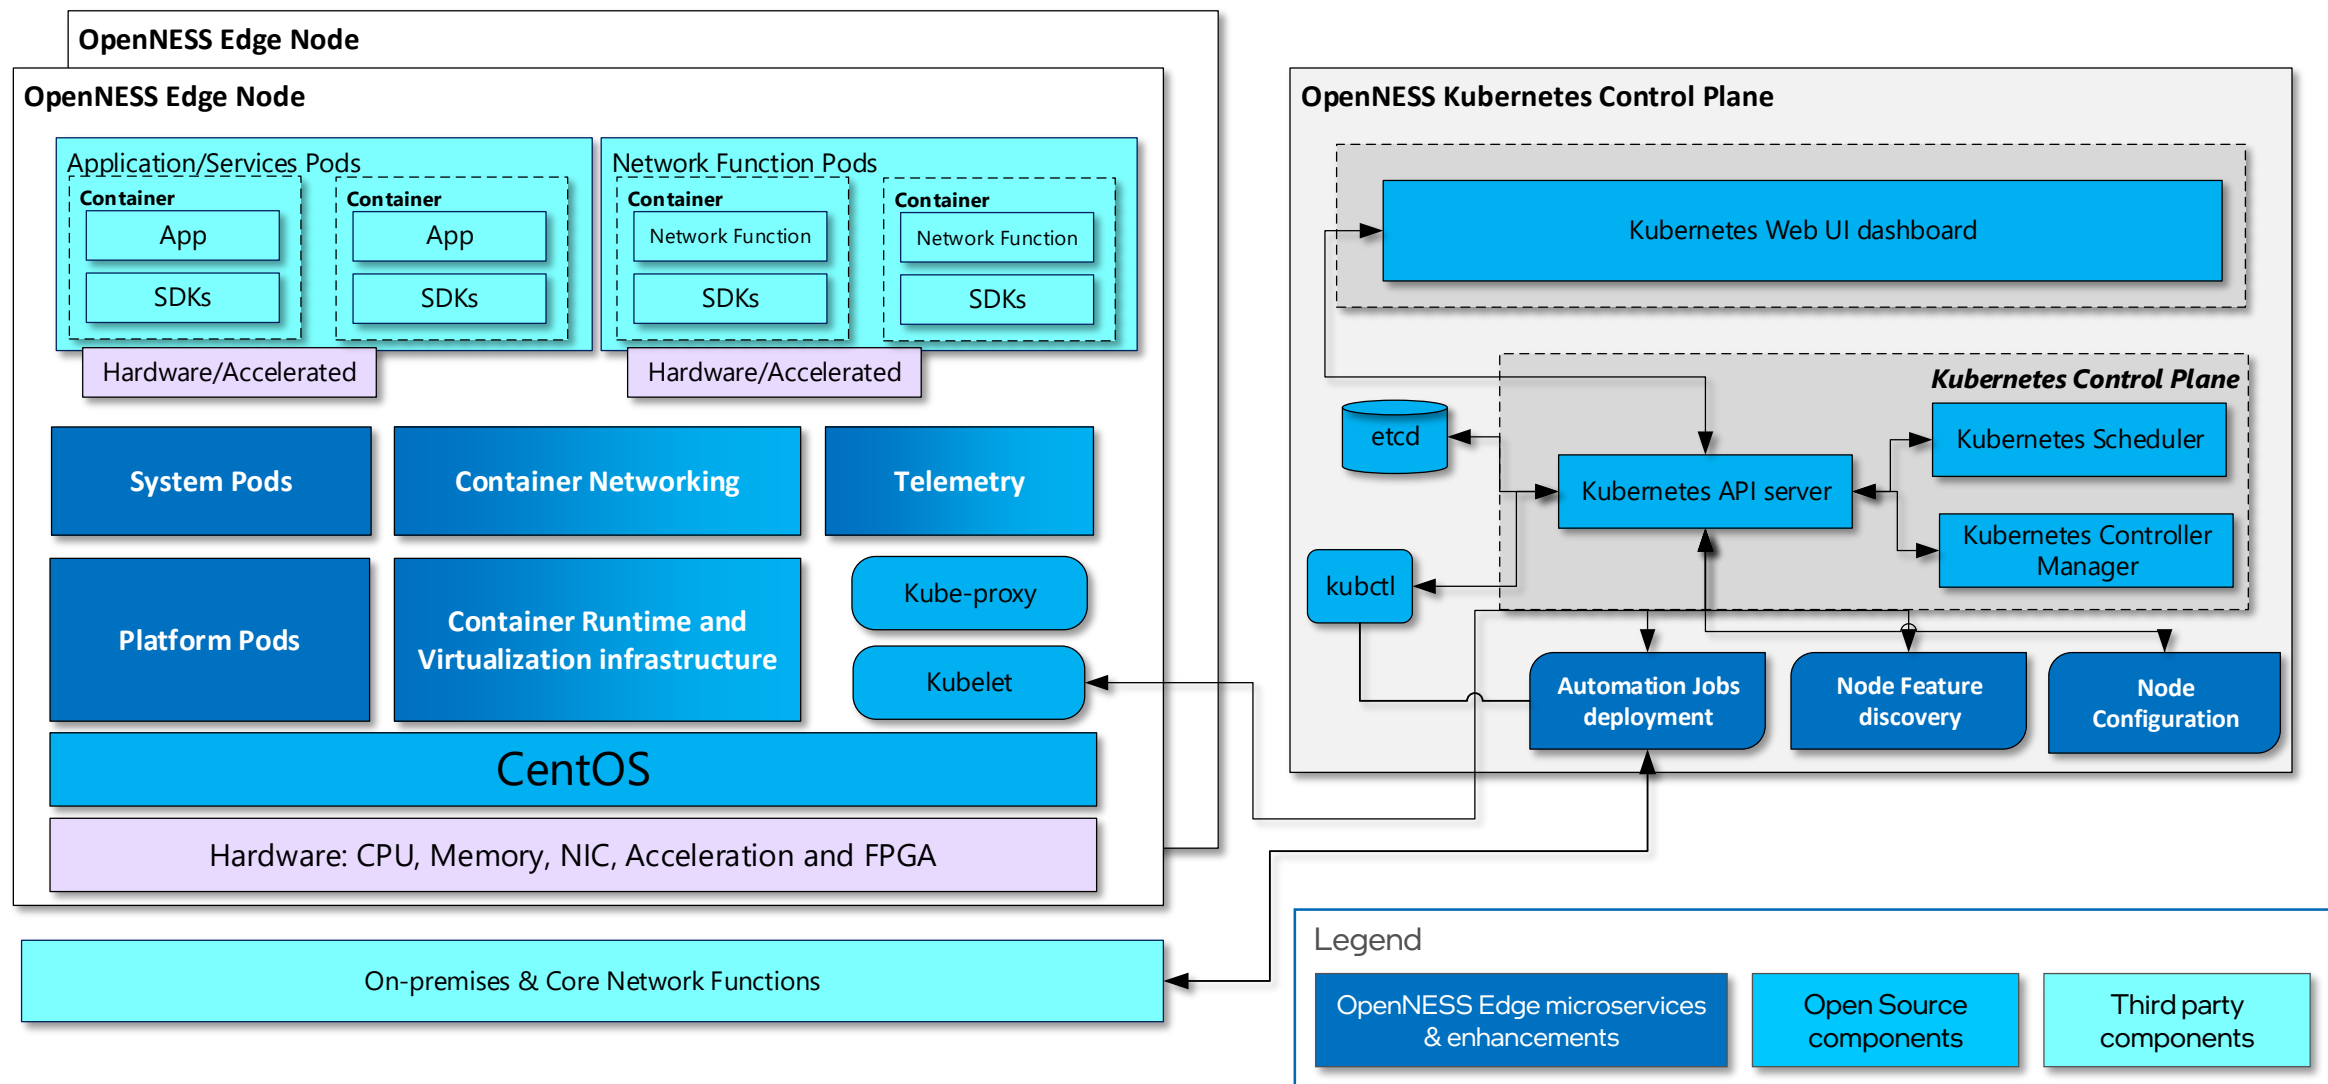 OpenNESS Edge Node
OpenNESS Edge Node
Application/Services Pods
Container
App
SDKs
Container
App
SDKs
Hardware/Accelerated
Network Function Pods
Container
Network Function
SDKs
Container
Network Function
SDKs
Hardware/Accelerated
System Pods
Container Networking
Telemetry
Platform Pods
Container Runtime and
Virtualization infrastructure
Kube-proxy
Kubelet
CentOS
Hardware: CPU, Memory, NIC, Acceleration and FPGA
On-premises & Core Network Functions
OpenNESS Kubernetes Control Plane
Kubernetes Web UI dashboard
Kubernetes Control Plane
etcd
Kubernetes API server
Kubernetes Scheduler
Kubernetes Controller
Manager
kubctl
Automation Jobs
deployment
Node Feature
discovery
Node
Configuration
Legend
OpenNESS Edge microservices
& enhancements
Open Source
components
Third party
components